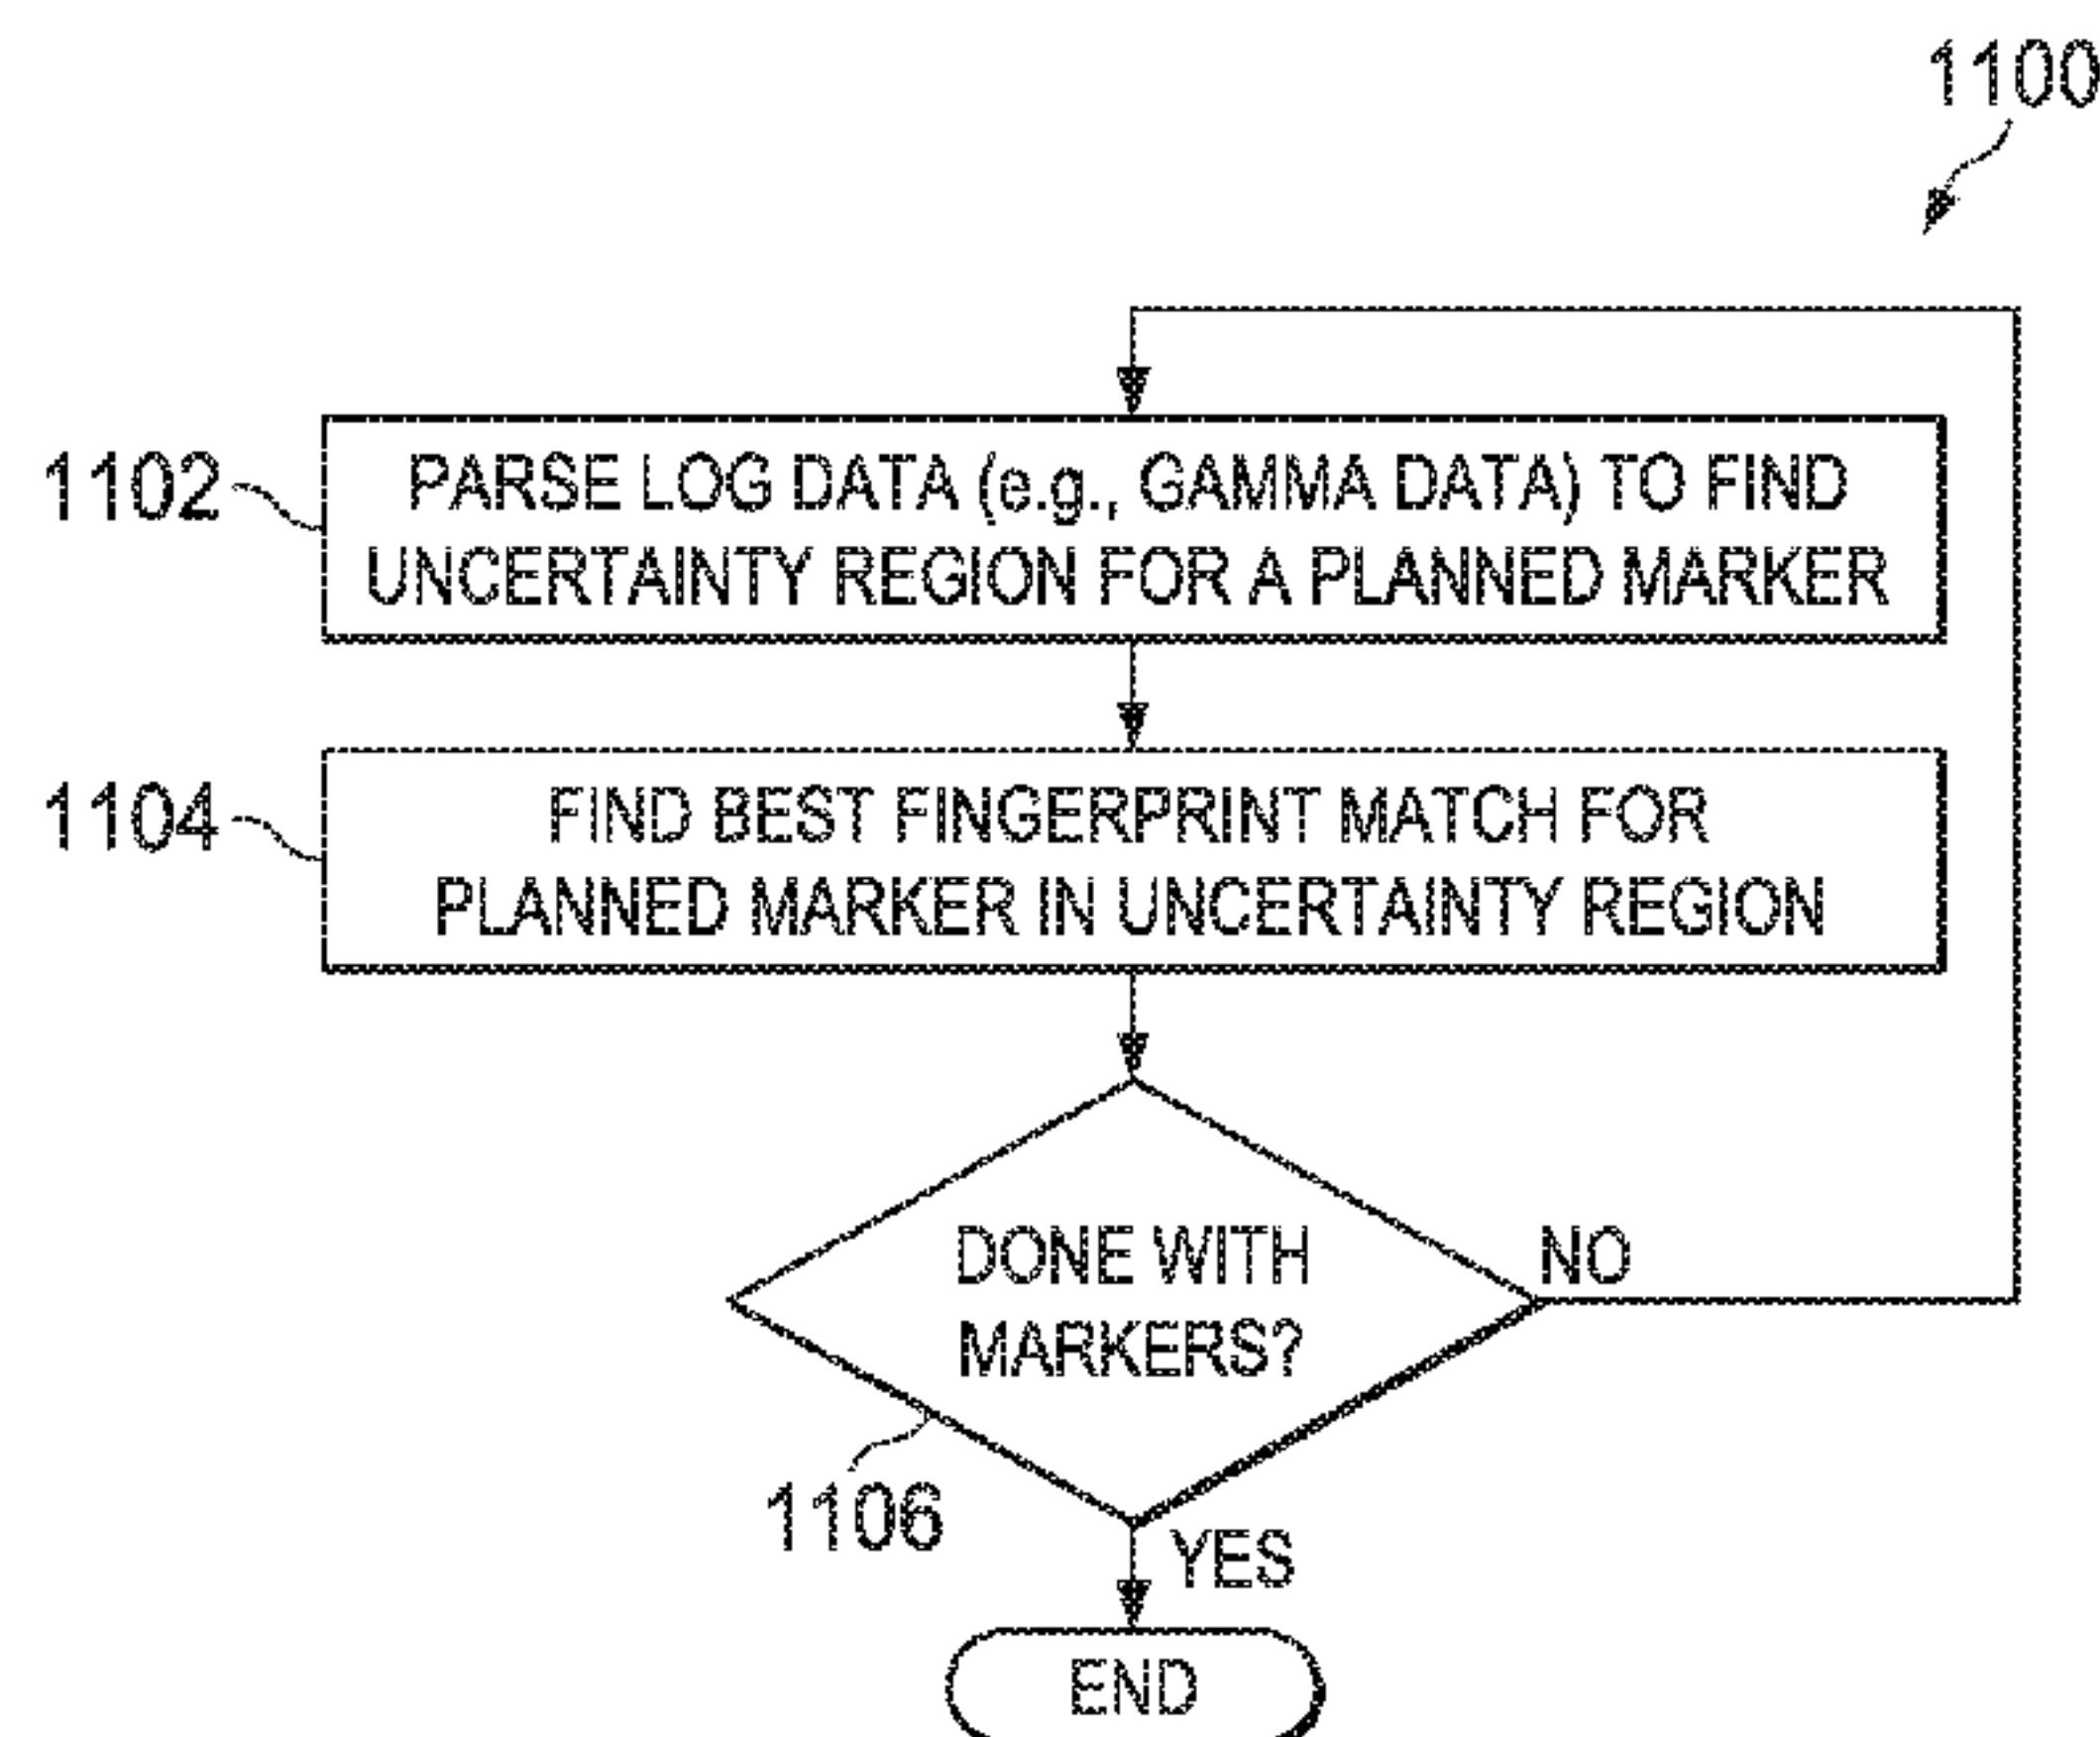 1100
1102
PARSE LOG DATA (e.g., GAMMA DATA) TO FIND
UNCERTAINTY REGION FOR A PLANNED MARKER
1104
FIND BEST FINGERPRINT MATCH FOR
PLANNED MARKER IN UNCERTAINTY REGION
DONE WITH
MARKERS?
NO
1106
YES
END